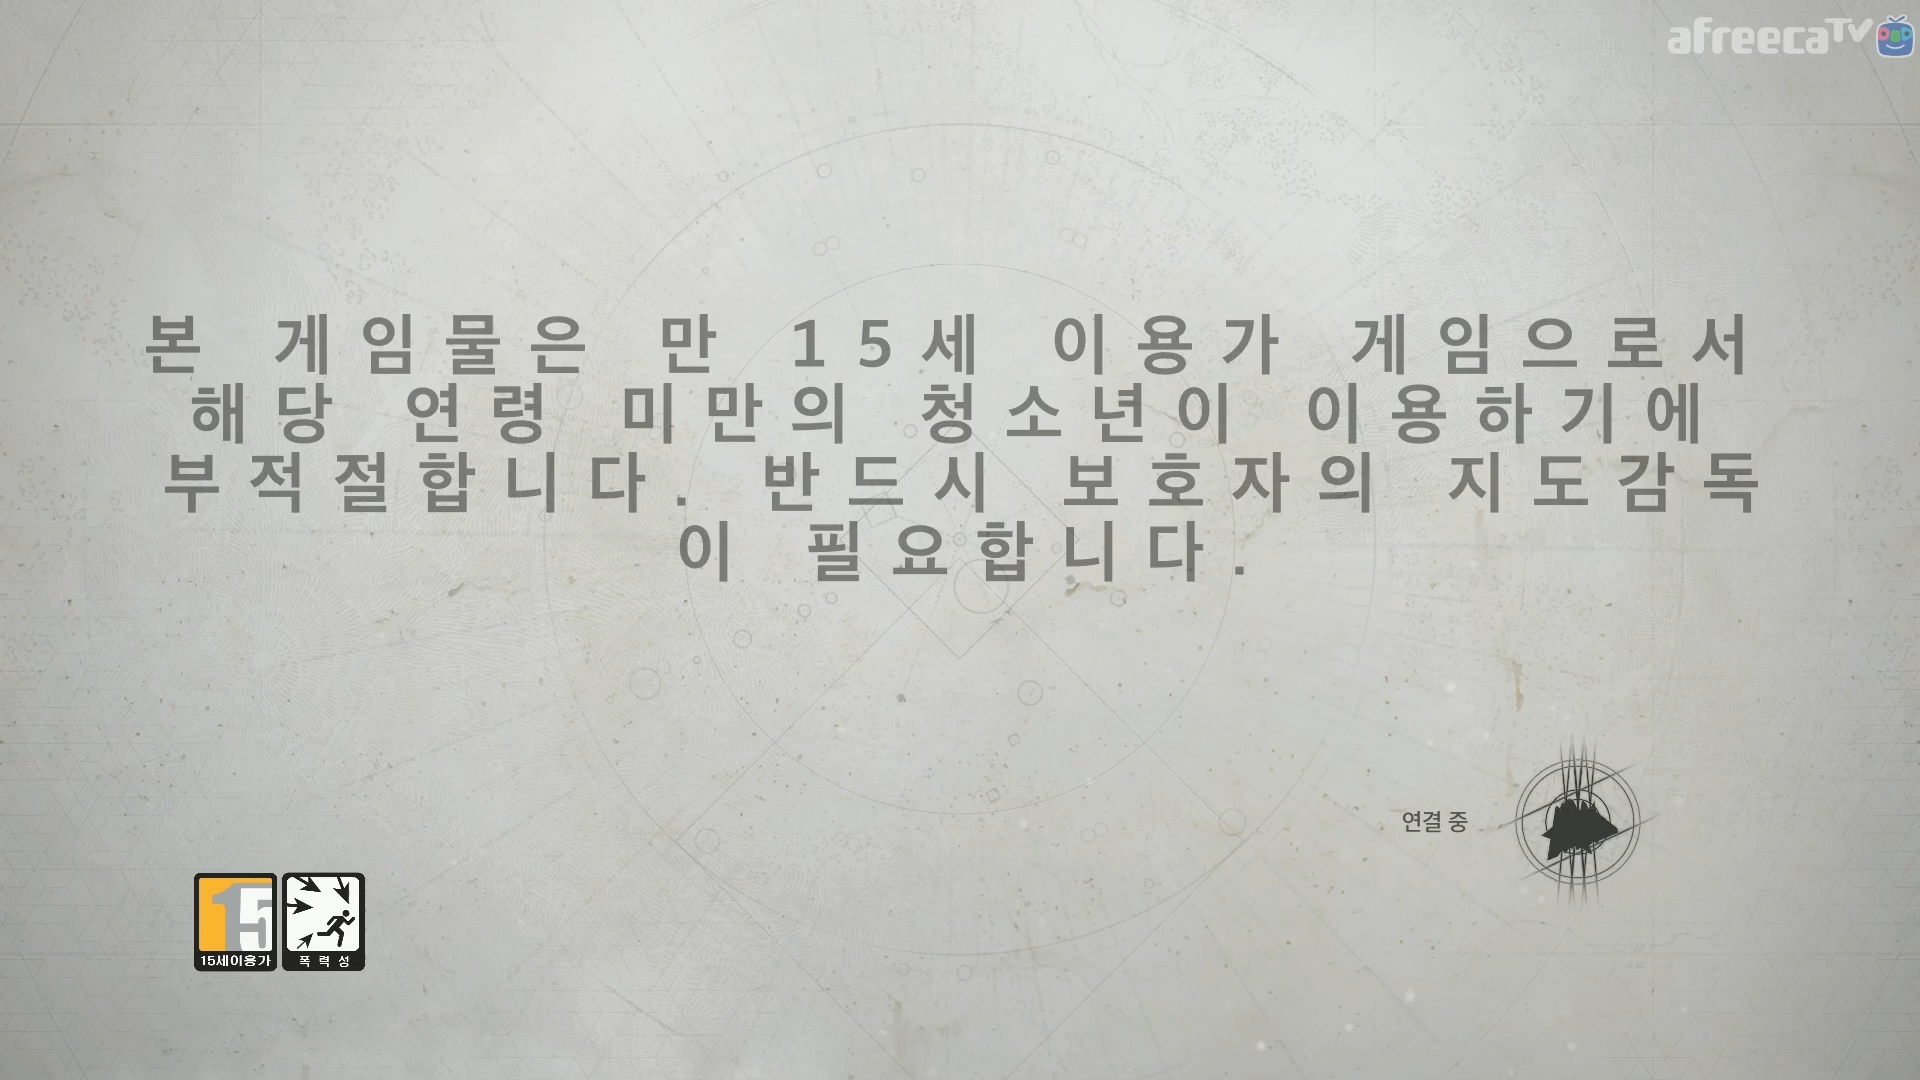 afreecaTV
본 게임물은 만 15세 이용가 게임으로서
해당 연령 미만의 청소년이 이용하기에
부적절합니다. 반드시 보호자의 지도감독
이 필요합니다.
연결 중
15
15세이용가
폭력성